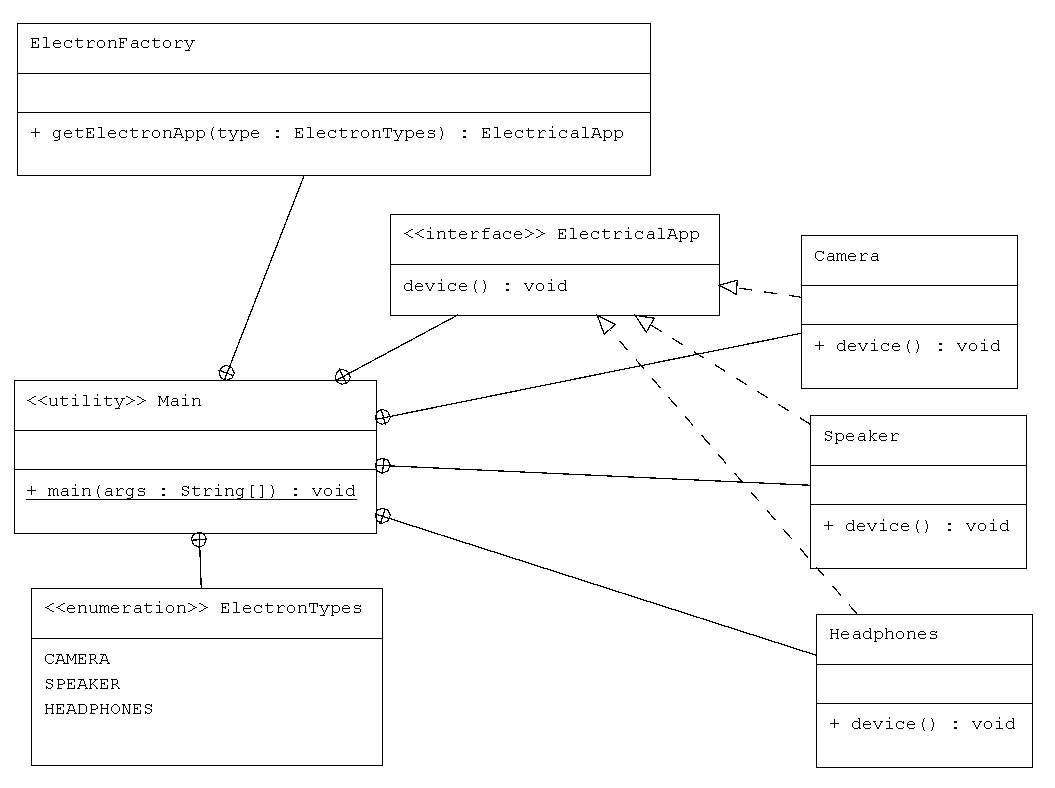 ElectronFactory
+ getElectronApp(type : ElectronTypes) : ElectricalApp
<<interface>> ElectricalApp
device() : void
Camera
+ device() : void
<<utility>> Main
+ main(args : String[]) : void
Speaker
+ device() : void
<<enumeration>> ElectronTypes
CAMERA
SPEAKER
HEADPHONES
Headphones
+ device() : void